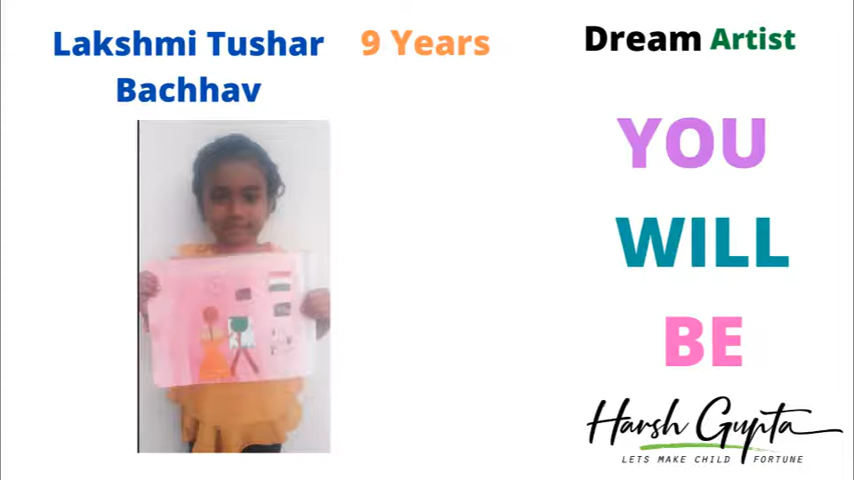 Lakshmi Tushar
Bachhav
9 Years
Dream Artist
YOU
WILL
BE
Harsh Gupta
LETS MAKE CHILD FORTUNE